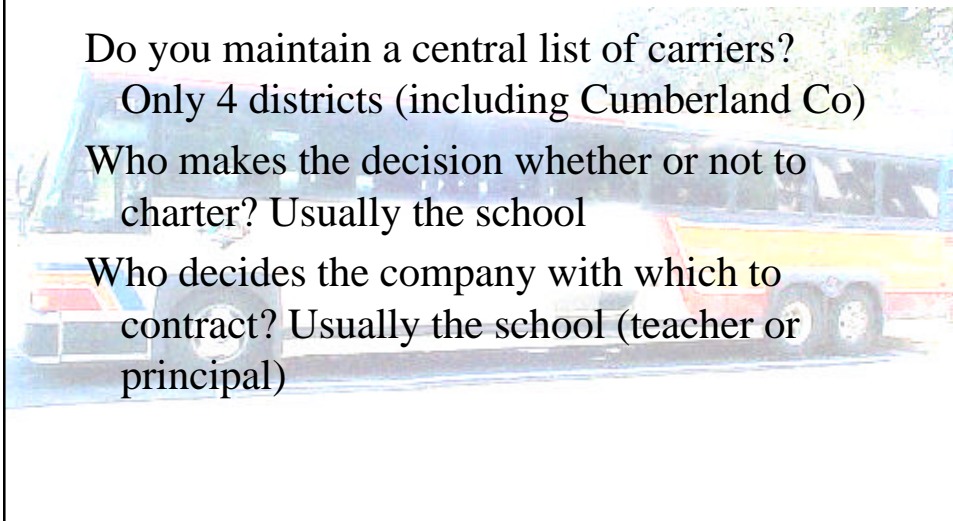 Do you maintain a central list of carriers?
Only 4 districts (including Cumberland Co)
Who makes the decision whether or not to
charter? Usually the school
Who decides the company with which to
contract? Usually the school (teacher or
principal)